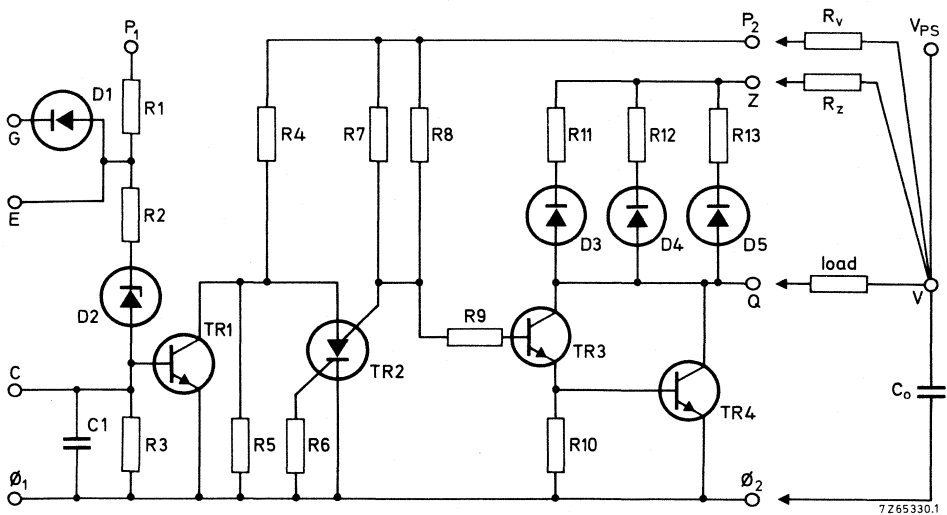 P1
P2
Rv
VPS
D1
R1
Z
Rz
G
R4
R7
R8
R11
R12
R13
E
R2
D3
D4
D5
D2
load
Q
V
TR1
R9
TR2
TR3
C
TR4
Co
C1
R3
R5
R6
R10
Ø1
Ø2
7Z65330.1